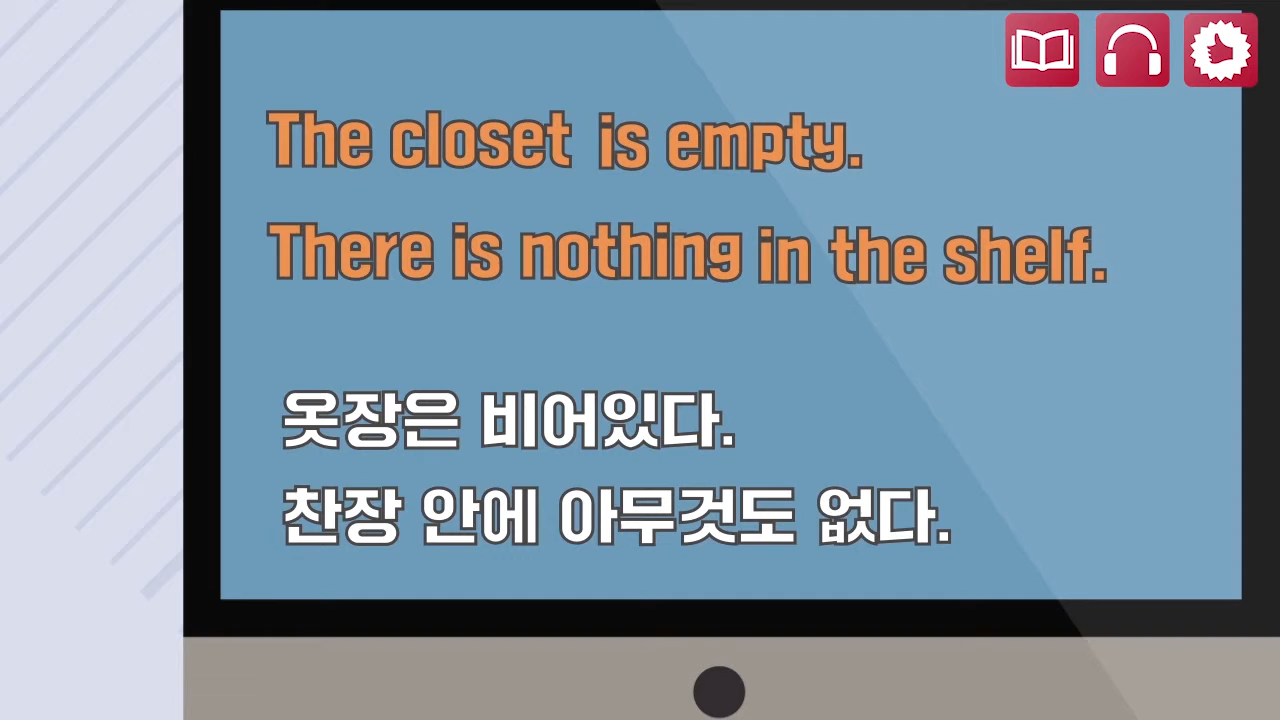 The closet is empty.
There is nothing in the shelf.
옷장은 비어있다.
찬장 안에 아무것도 없다.